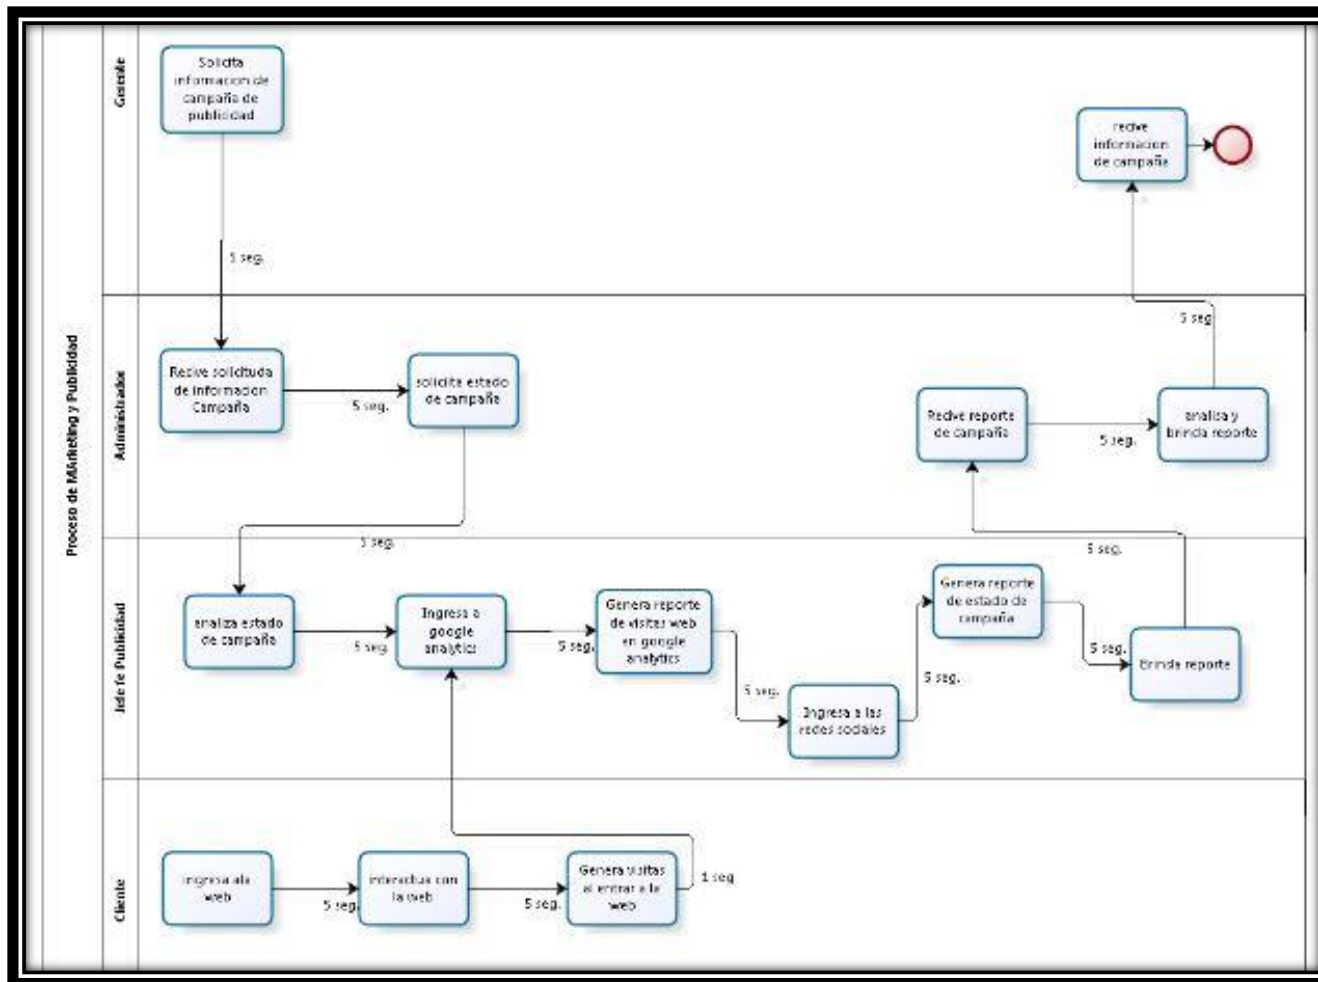 Proceso de MArketing y Publicidad
Gerente
Solicita
informacion de
campaña de
publicidad
1 seg.
recive
informacion
de campaña
Administrador
Recive solicituda
de informacion
Campaña
5 seg.
solicita estado
de campaña
5 seg.
Recive reporte
de campaña
5 seg.
analisa y
brinda reporte
5 seg
Jefe fe Publicidad
analiza estado
de campaña
5 seg.
Ingresa a
google
analytics
5 seg.
Genera reporte
de visitas web
en google
analytics
5 seg.
Ingresa a las
redes sociales
5 seg.
Genera reporte
de estado de
campaña
5 seg.
Brinda reporte
5 seg.
Cliente
ingresa ala
web
5 seg.
interactua con
la web
5 seg.
Genera visitas
al entrar a la
web
1 seg